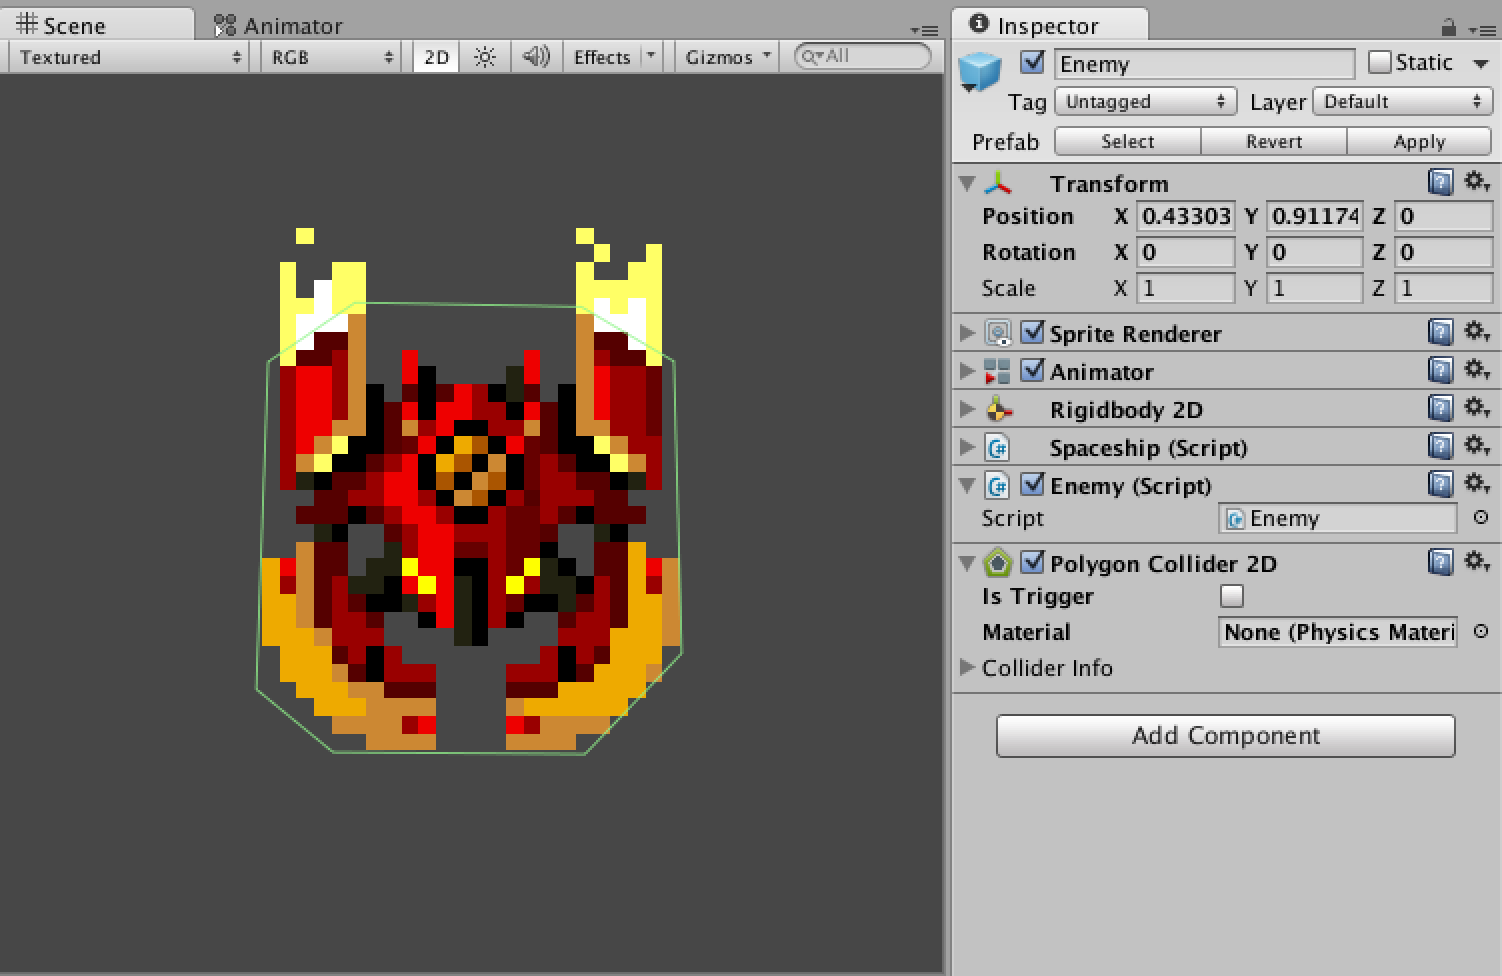 Scene Animator
Textured RGB 2D Effects Gizmos All
Inspector
Enemy Static
Tag Untagged Layer Default
Prefab Select Revert Apply
Transform
Position X 0.43303 Y 0.91174 Z 0
Rotation X 0 Y 0 Z 0
Scale X 1 Y 1 Z 1
Sprite Renderer
Animator
Rigidbody 2D
Spaceship (Script)
Enemy (Script)
Script Enemy
Polygon Collider 2D
Is Trigger
Material None (Physics Materi
Collider Info
Add Component